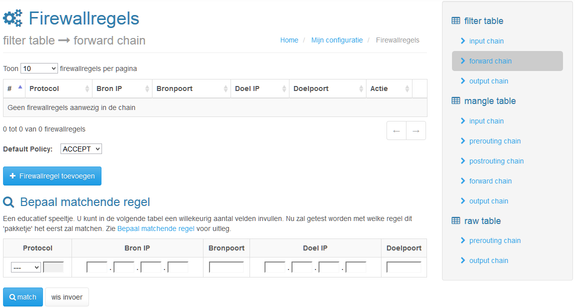 Firewallregels
filter table → forward chain
Home / Mijn configuratie / Firewallregels
Toon 10 firewallregels per pagina
# Protocol Bron IP Bronpoort Doel IP Doelpoort Actie
Geen firewallregels aanwezig in de chain
0 tot 0 van 0 firewallregels
← →
Default Policy: ACCEPT
+ Firewallregel toevoegen
Bepaal matchende regel
Een educatief speeltje. U kunt in de volgende tabel een willekeurig aantal velden invullen. Nu zal getest worden met welke regel dit
'pakketje' het eerst zal matchen. Zie Bepaal matchende regel voor uitleg.
Protocol Bron IP Bronpoort Doel IP Doelpoort
--- . . . . . .
match wis invoer
filter table
input chain
forward chain
output chain
mangle table
input chain
prerouting chain
postrouting chain
forward chain
output chain
raw table
prerouting chain
output chain